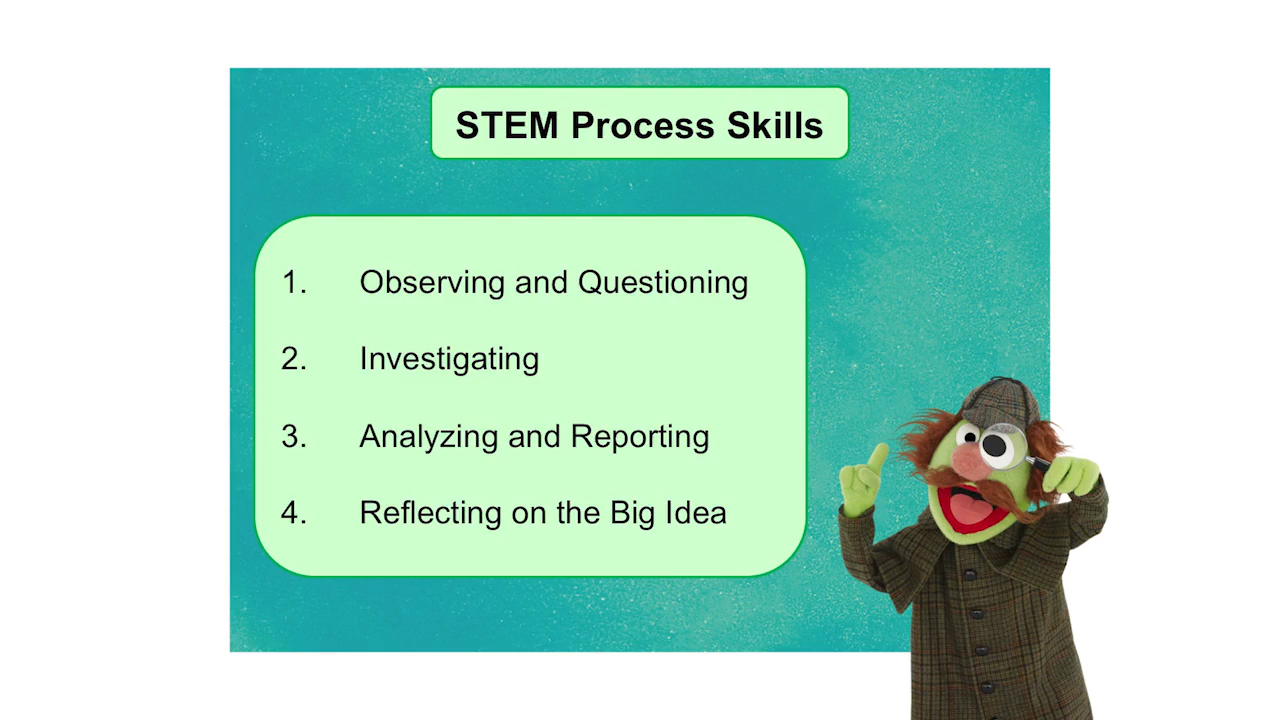 STEM Process Skills
1. Observing and Questioning
2. Investigating
3. Analyzing and Reporting
4. Reflecting on the Big Idea